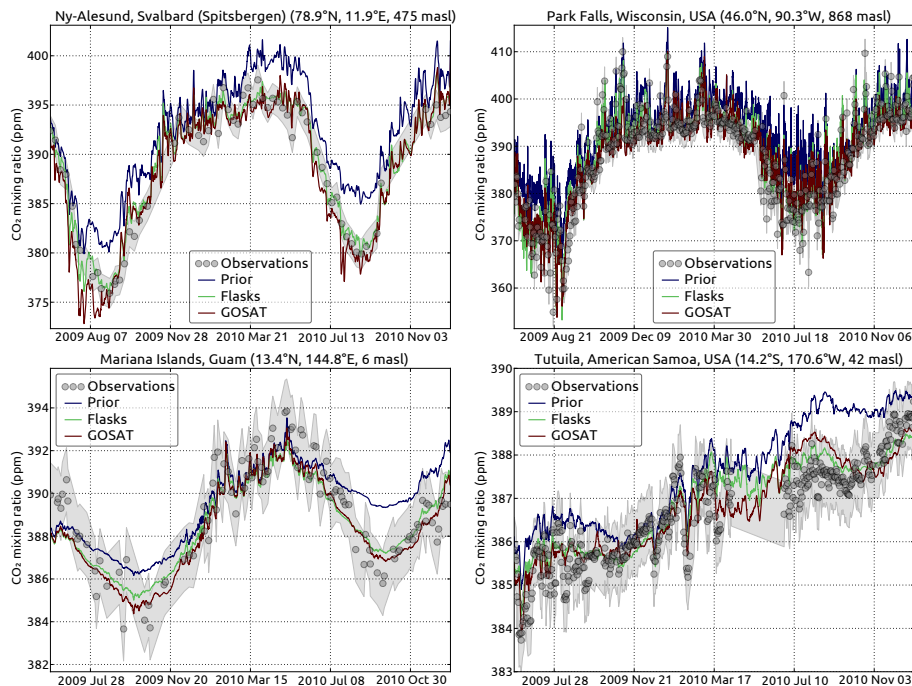 Ny-Alesund, Svalbard (Spitsbergen) (78.9°N, 11.9°E, 475 masl)
CO₂ mixing ratio (ppm)
400
395
390
385
380
375
Observations
Prior
Flasks
GOSAT
2009 Aug 07 2009 Nov 28 2010 Mar 21 2010 Jul 13 2010 Nov 03
Park Falls, Wisconsin, USA (46.0°N, 90.3°W, 868 masl)
CO₂ mixing ratio (ppm)
410
400
390
380
370
360
Observations
Prior
Flasks
GOSAT
2009 Aug 21 2009 Dec 09 2010 Mar 30 2010 Jul 18 2010 Nov 06
Mariana Islands, Guam (13.4°N, 144.8°E, 6 masl)
CO₂ mixing ratio (ppm)
394
392
390
388
386
384
382
Observations
Prior
Flasks
GOSAT
2009 Jul 28 2009 Nov 20 2010 Mar 15 2010 Jul 08 2010 Oct 30
Tutuila, American Samoa, USA (14.2°S, 170.6°W, 42 masl)
CO₂ mixing ratio (ppm)
390
389
388
387
386
385
384
383
Observations
Prior
Flasks
GOSAT
2009 Jul 28 2009 Nov 21 2010 Mar 17 2010 Jul 10 2010 Nov 03